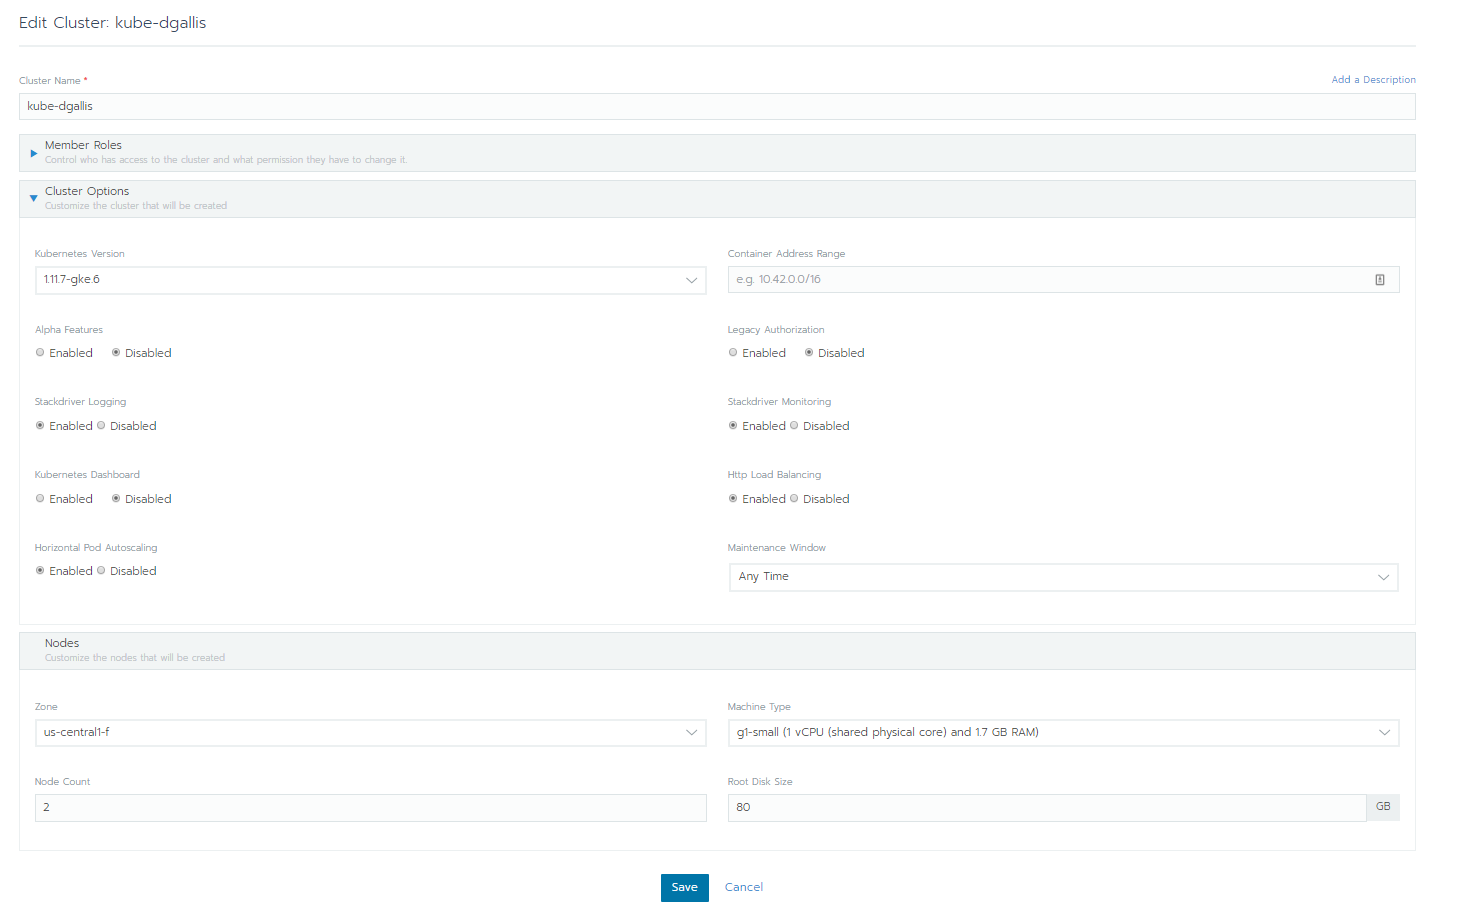 Edit Cluster: kube-dgallis
Cluster Name *
Add a Description
kube-dgallis
Member Roles
Control who has access to the cluster and what permission they have to change it.
Cluster Options
Customize the cluster that will be created
Kubernetes Version
Container Address Range
1.11.7-gke.6
e.g. 10.42.0.0/16
Alpha Features
Legacy Authorization
Enabled Disabled
Enabled Disabled
Stackdriver Logging
Stackdriver Monitoring
Enabled Disabled
Enabled Disabled
Kubernetes Dashboard
Http Load Balancing
Enabled Disabled
Enabled Disabled
Horizontal Pod Autoscaling
Maintenance Window
Enabled Disabled
Any Time
Nodes
Customize the nodes that will be created
Zone
Machine Type
us-central1-f
g1-small (1 vCPU (shared physical core) and 1.7 GB RAM)
Node Count
Root Disk Size
2
80
GB
Save
Cancel